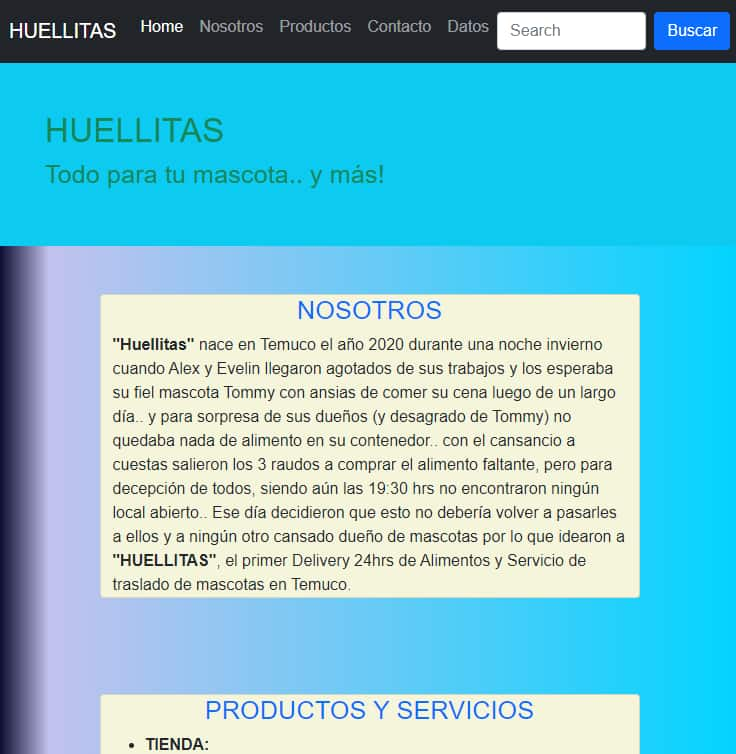 HUELLITAS Home Nosotros Productos Contacto Datos Search Buscar
HUELLITAS
Todo para tu mascota.. y más!
NOSOTROS
"Huellitas" nace en Temuco el año 2020 durante una noche invierno
cuando Alex y Evelin llegaron agotados de sus trabajos y los esperaba
su fiel mascota Tommy con ansias de comer su cena luego de un largo
día.. y para sorpresa de sus dueños (y desagrado de Tommy) no
quedaba nada de alimento en su contenedor.. con el cansancio a
cuestas salieron los 3 raudos a comprar el alimento faltante, pero para
decepción de todos, siendo aún las 19:30 hrs no encontraron ningún
local abierto.. Ese día decidieron que esto no debería volver a pasarles
a ellos y a ningún otro cansado dueño de mascotas por lo que idearon a
"HUELLITAS", el primer Delivery 24hrs de Alimentos y Servicio de
traslado de mascotas en Temuco.
PRODUCTOS Y SERVICIOS
• TIENDA: